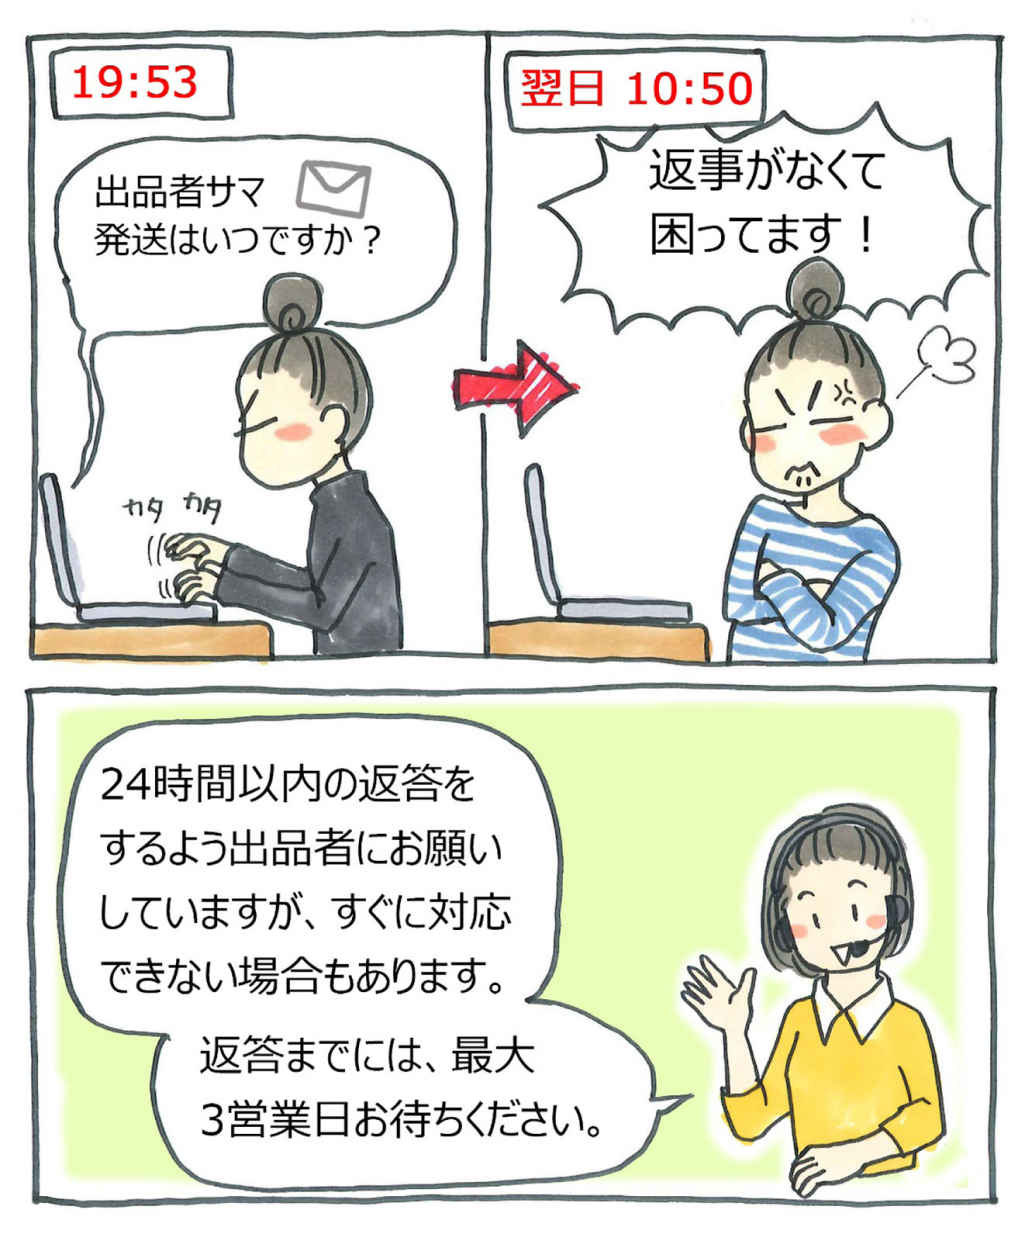 19:53
出品者サマ
発送はいつですか？
カタ カタ
翌日 10:50
返事がなくて
困ってます！
24時間以内の返答を
するよう出品者にお願い
していますが、すぐに対応
できない場合もあります。
返答までには、最大
3営業日お待ちください。